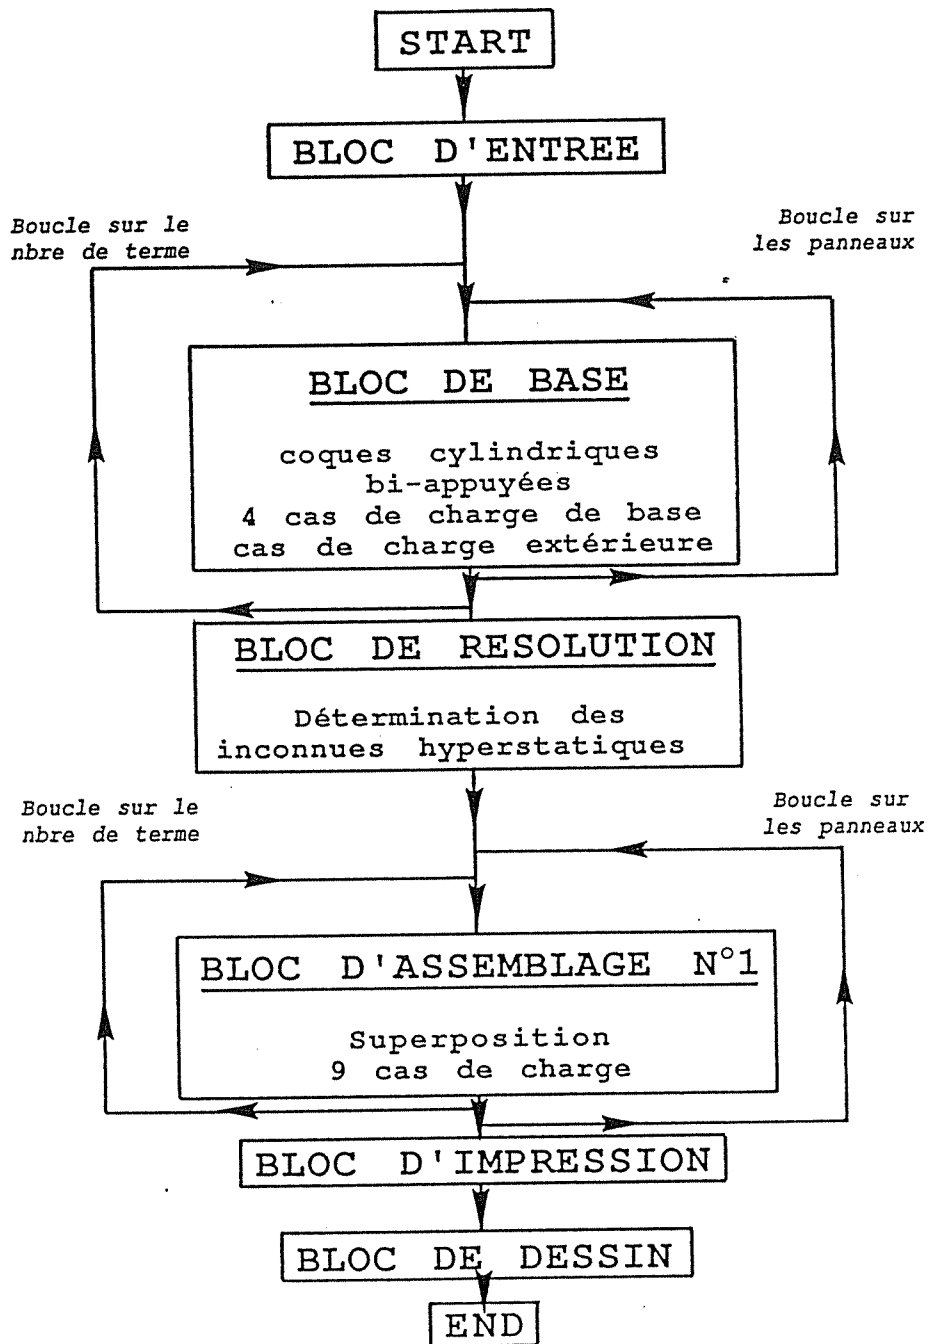 START
BLOC D'ENTREE
Boucle sur le
nbre de terme
Boucle sur
les panneaux
BLOC DE BASE
coques cylindriques
bi-appuyées
4 cas de charge de base
cas de charge extérieure
BLOC DE RESOLUTION
Détermination des
inconnues hyperstatiques
Boucle sur le
nbre de terme
Boucle sur
les panneaux
BLOC D'ASSEMBLAGE N°1
Superposition
9 cas de charge
BLOC D'IMPRESSION
BLOC DE DESSIN
END